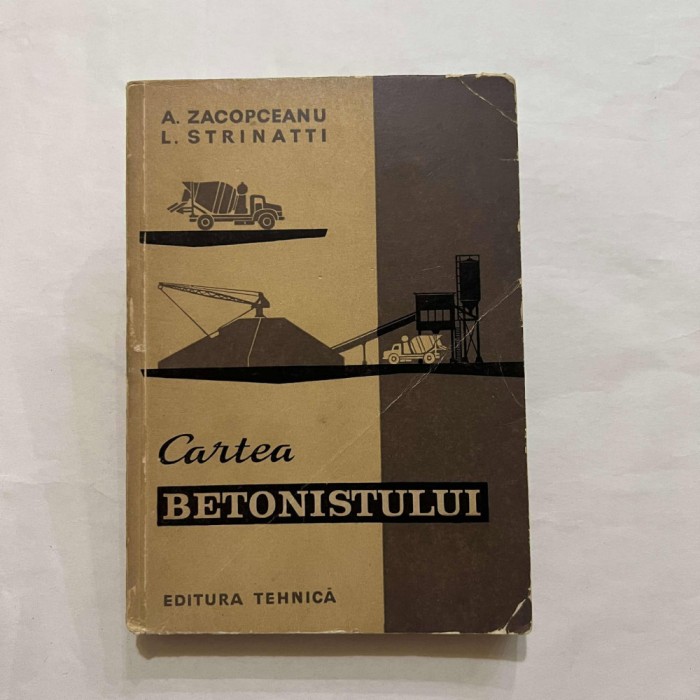 A. ZACOPCEANU
L. STRINATTI
Cartea
BETONISTULUI
EDITURA TEHNICĂ